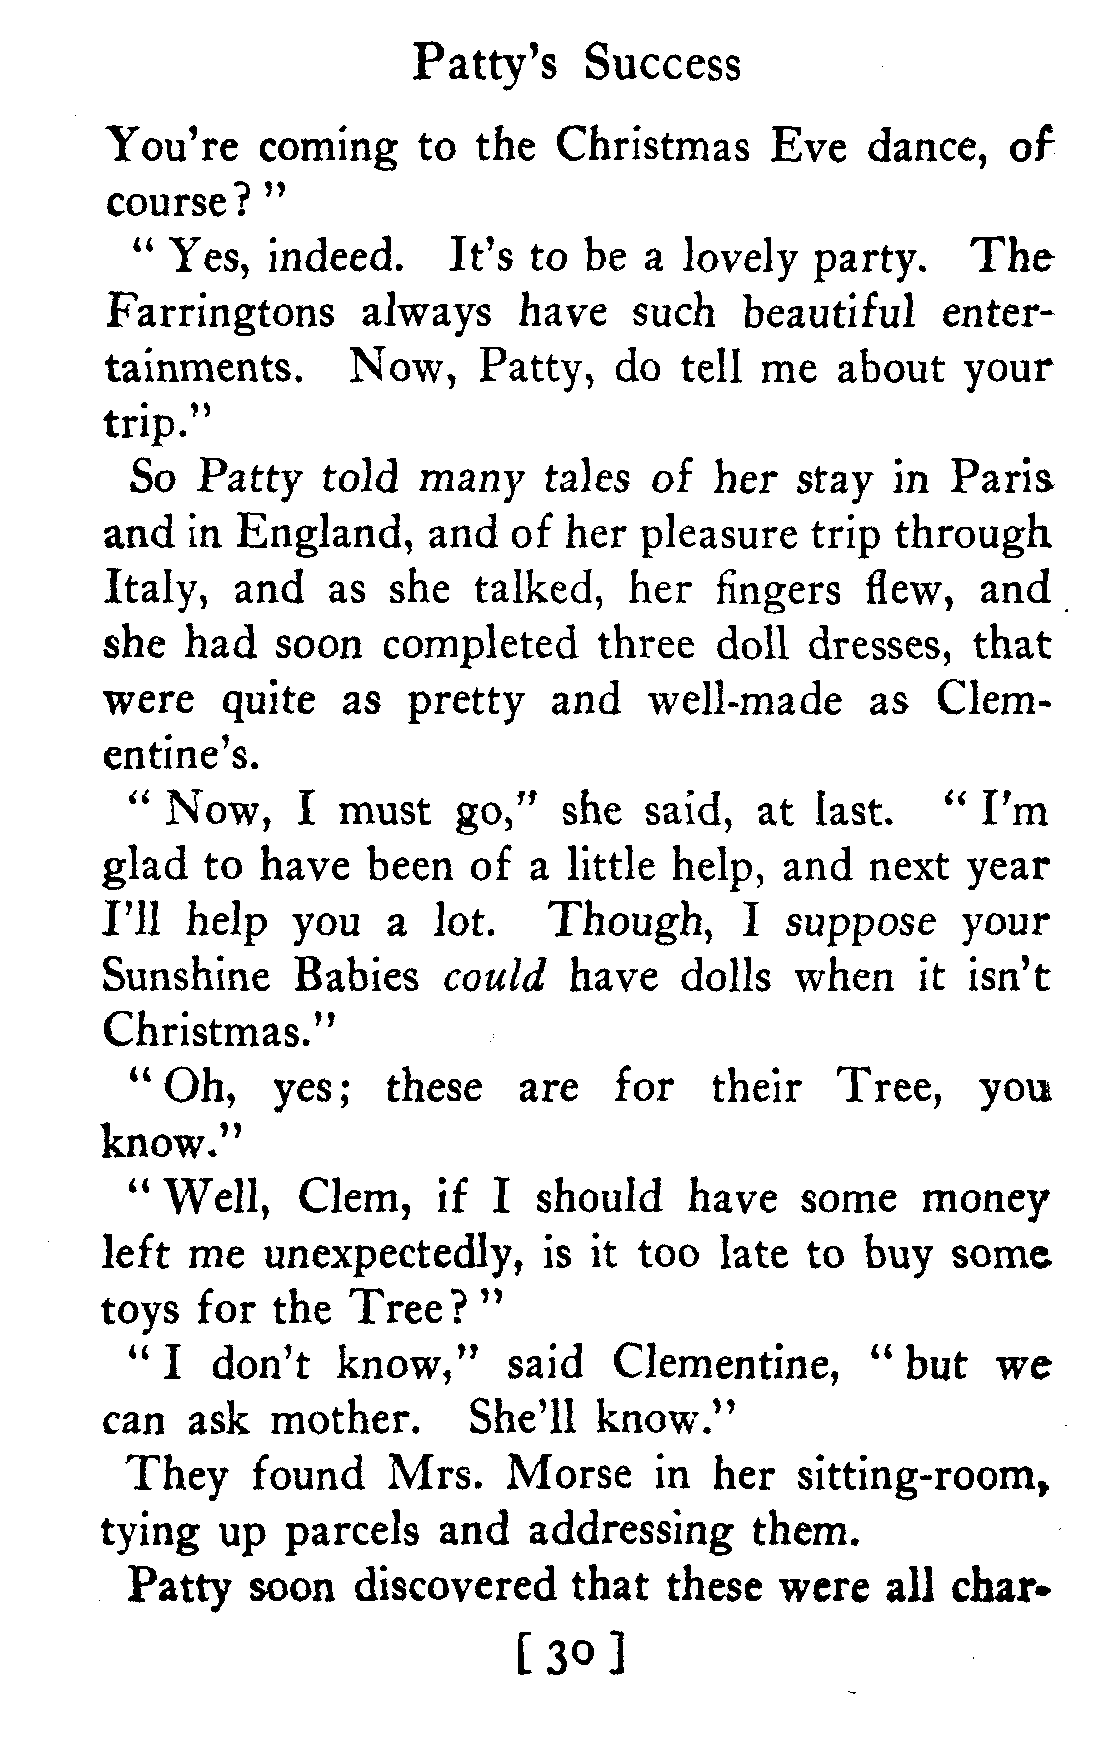 Patty's Success
You're coming to the Christmas Eve dance, of
course?"
"Yes, indeed. It's to be a lovely party. The
Farringtons always have such beautiful enter-
tainments. Now, Patty, do tell me about your
trip."
So Patty told many tales of her stay in Paris
and in England, and of her pleasure trip through
Italy, and as she talked, her fingers flew, and
she had soon completed three doll dresses, that
were quite as pretty and well-made as Clem-
entine's.
"Now, I must go," she said, at last. "I'm
glad to have been of a little help, and next year
I'll help you a lot. Though, I suppose your
Sunshine Babies could have dolls when it isn't
Christmas."
"Oh, yes; these are for their Tree, you
know."
"Well, Clem, if I should have some money
left me unexpectedly, is it too late to buy some
toys for the Tree?"
"I don't know," said Clementine, "but we
can ask mother. She'll know."
They found Mrs. Morse in her sitting-room,
tying up parcels and addressing them.
Patty soon discovered that these were all char-
[30]